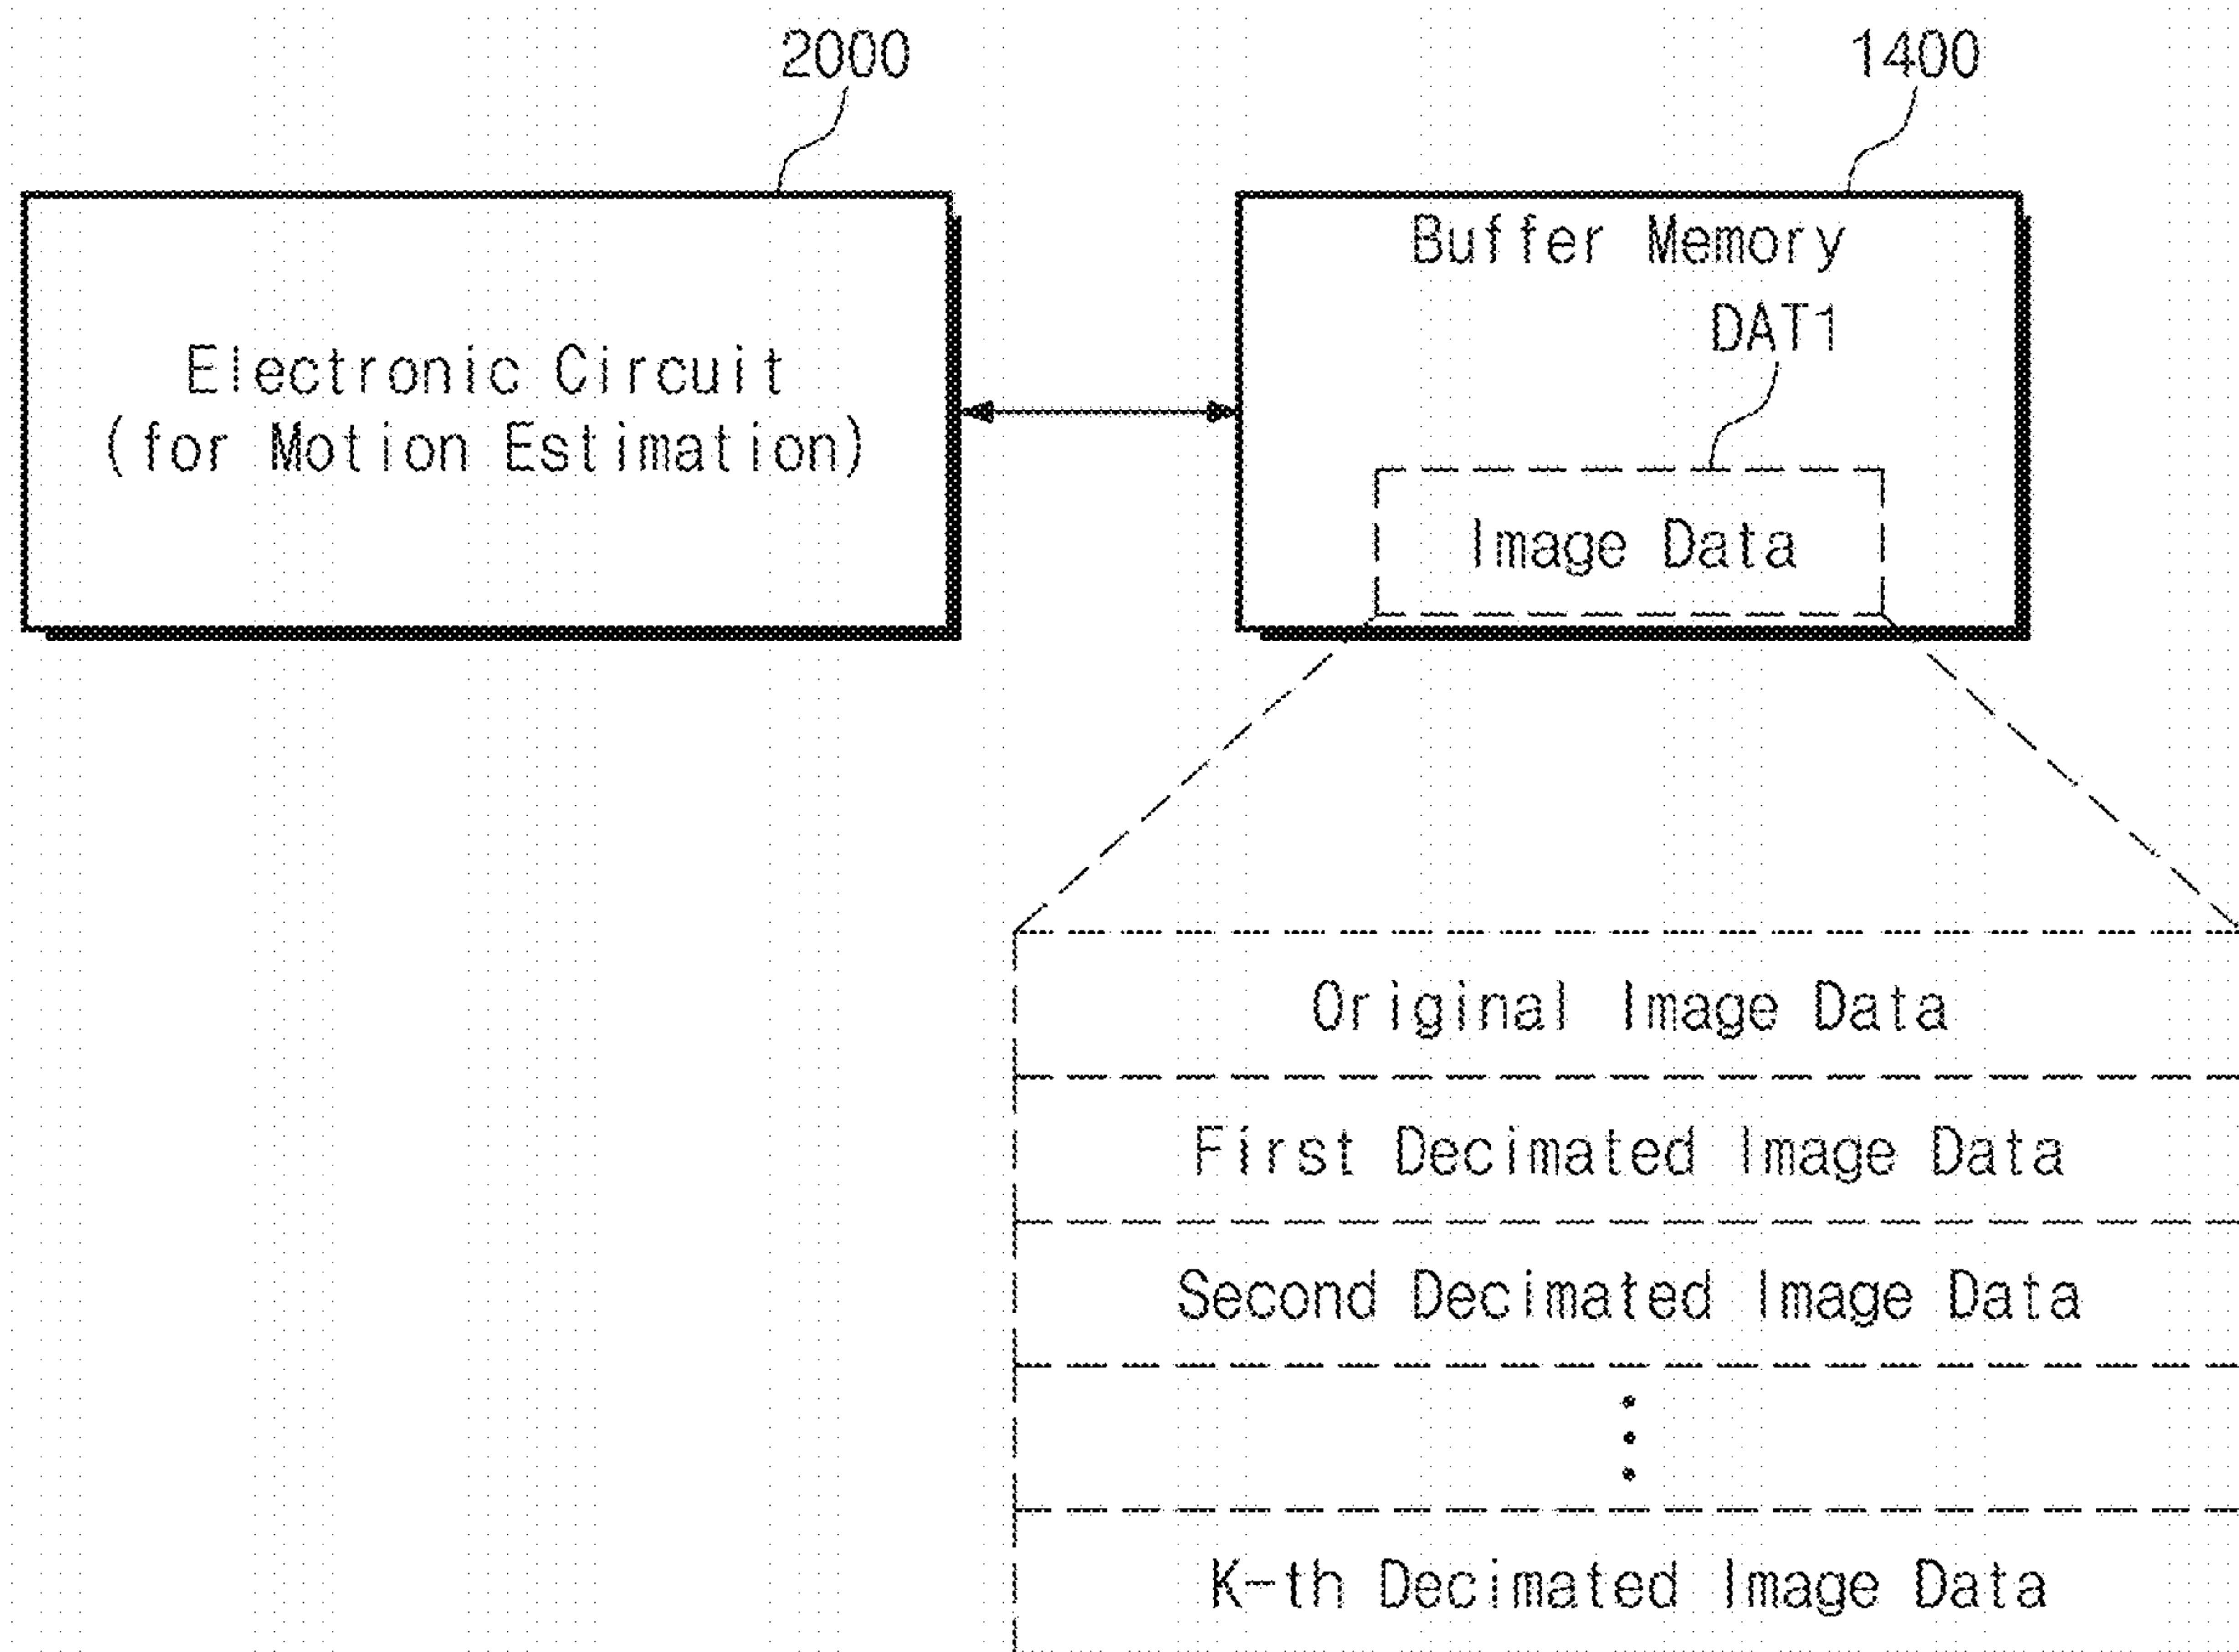 2000
1400
Electronic Circuit
(for Motion Estimation)
Buffer Memory
DAT1
Image Data
Original Image Data
First Decimated Image Data
Second Decimated Image Data
K-th Decimated Image Data